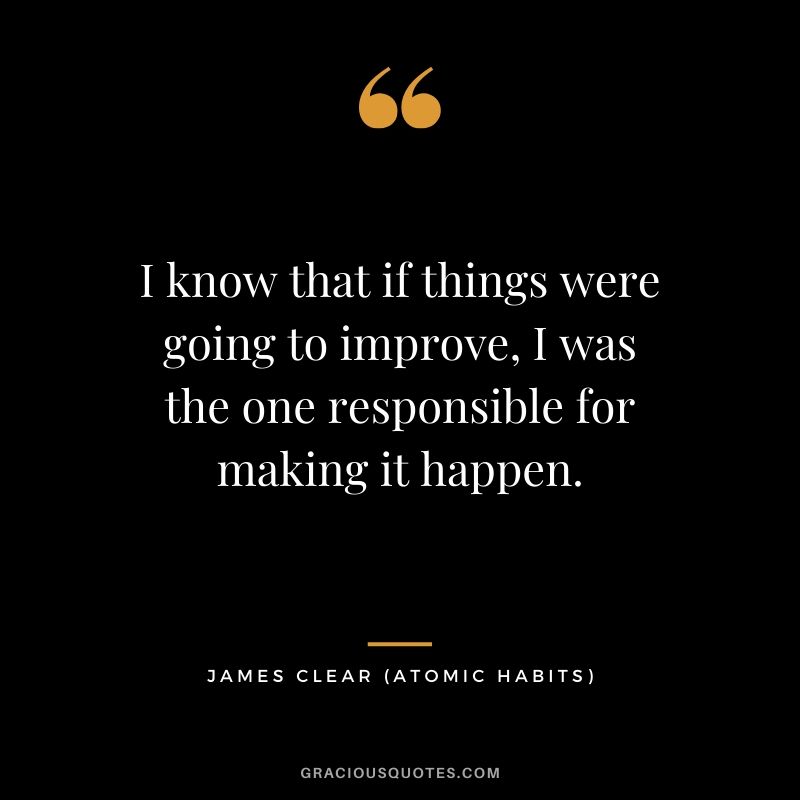 “
I know that if things were
going to improve, I was
the one responsible for
making it happen.
JAMES CLEAR (ATOMIC HABITS)
GRACIOUSQUOTES.COM